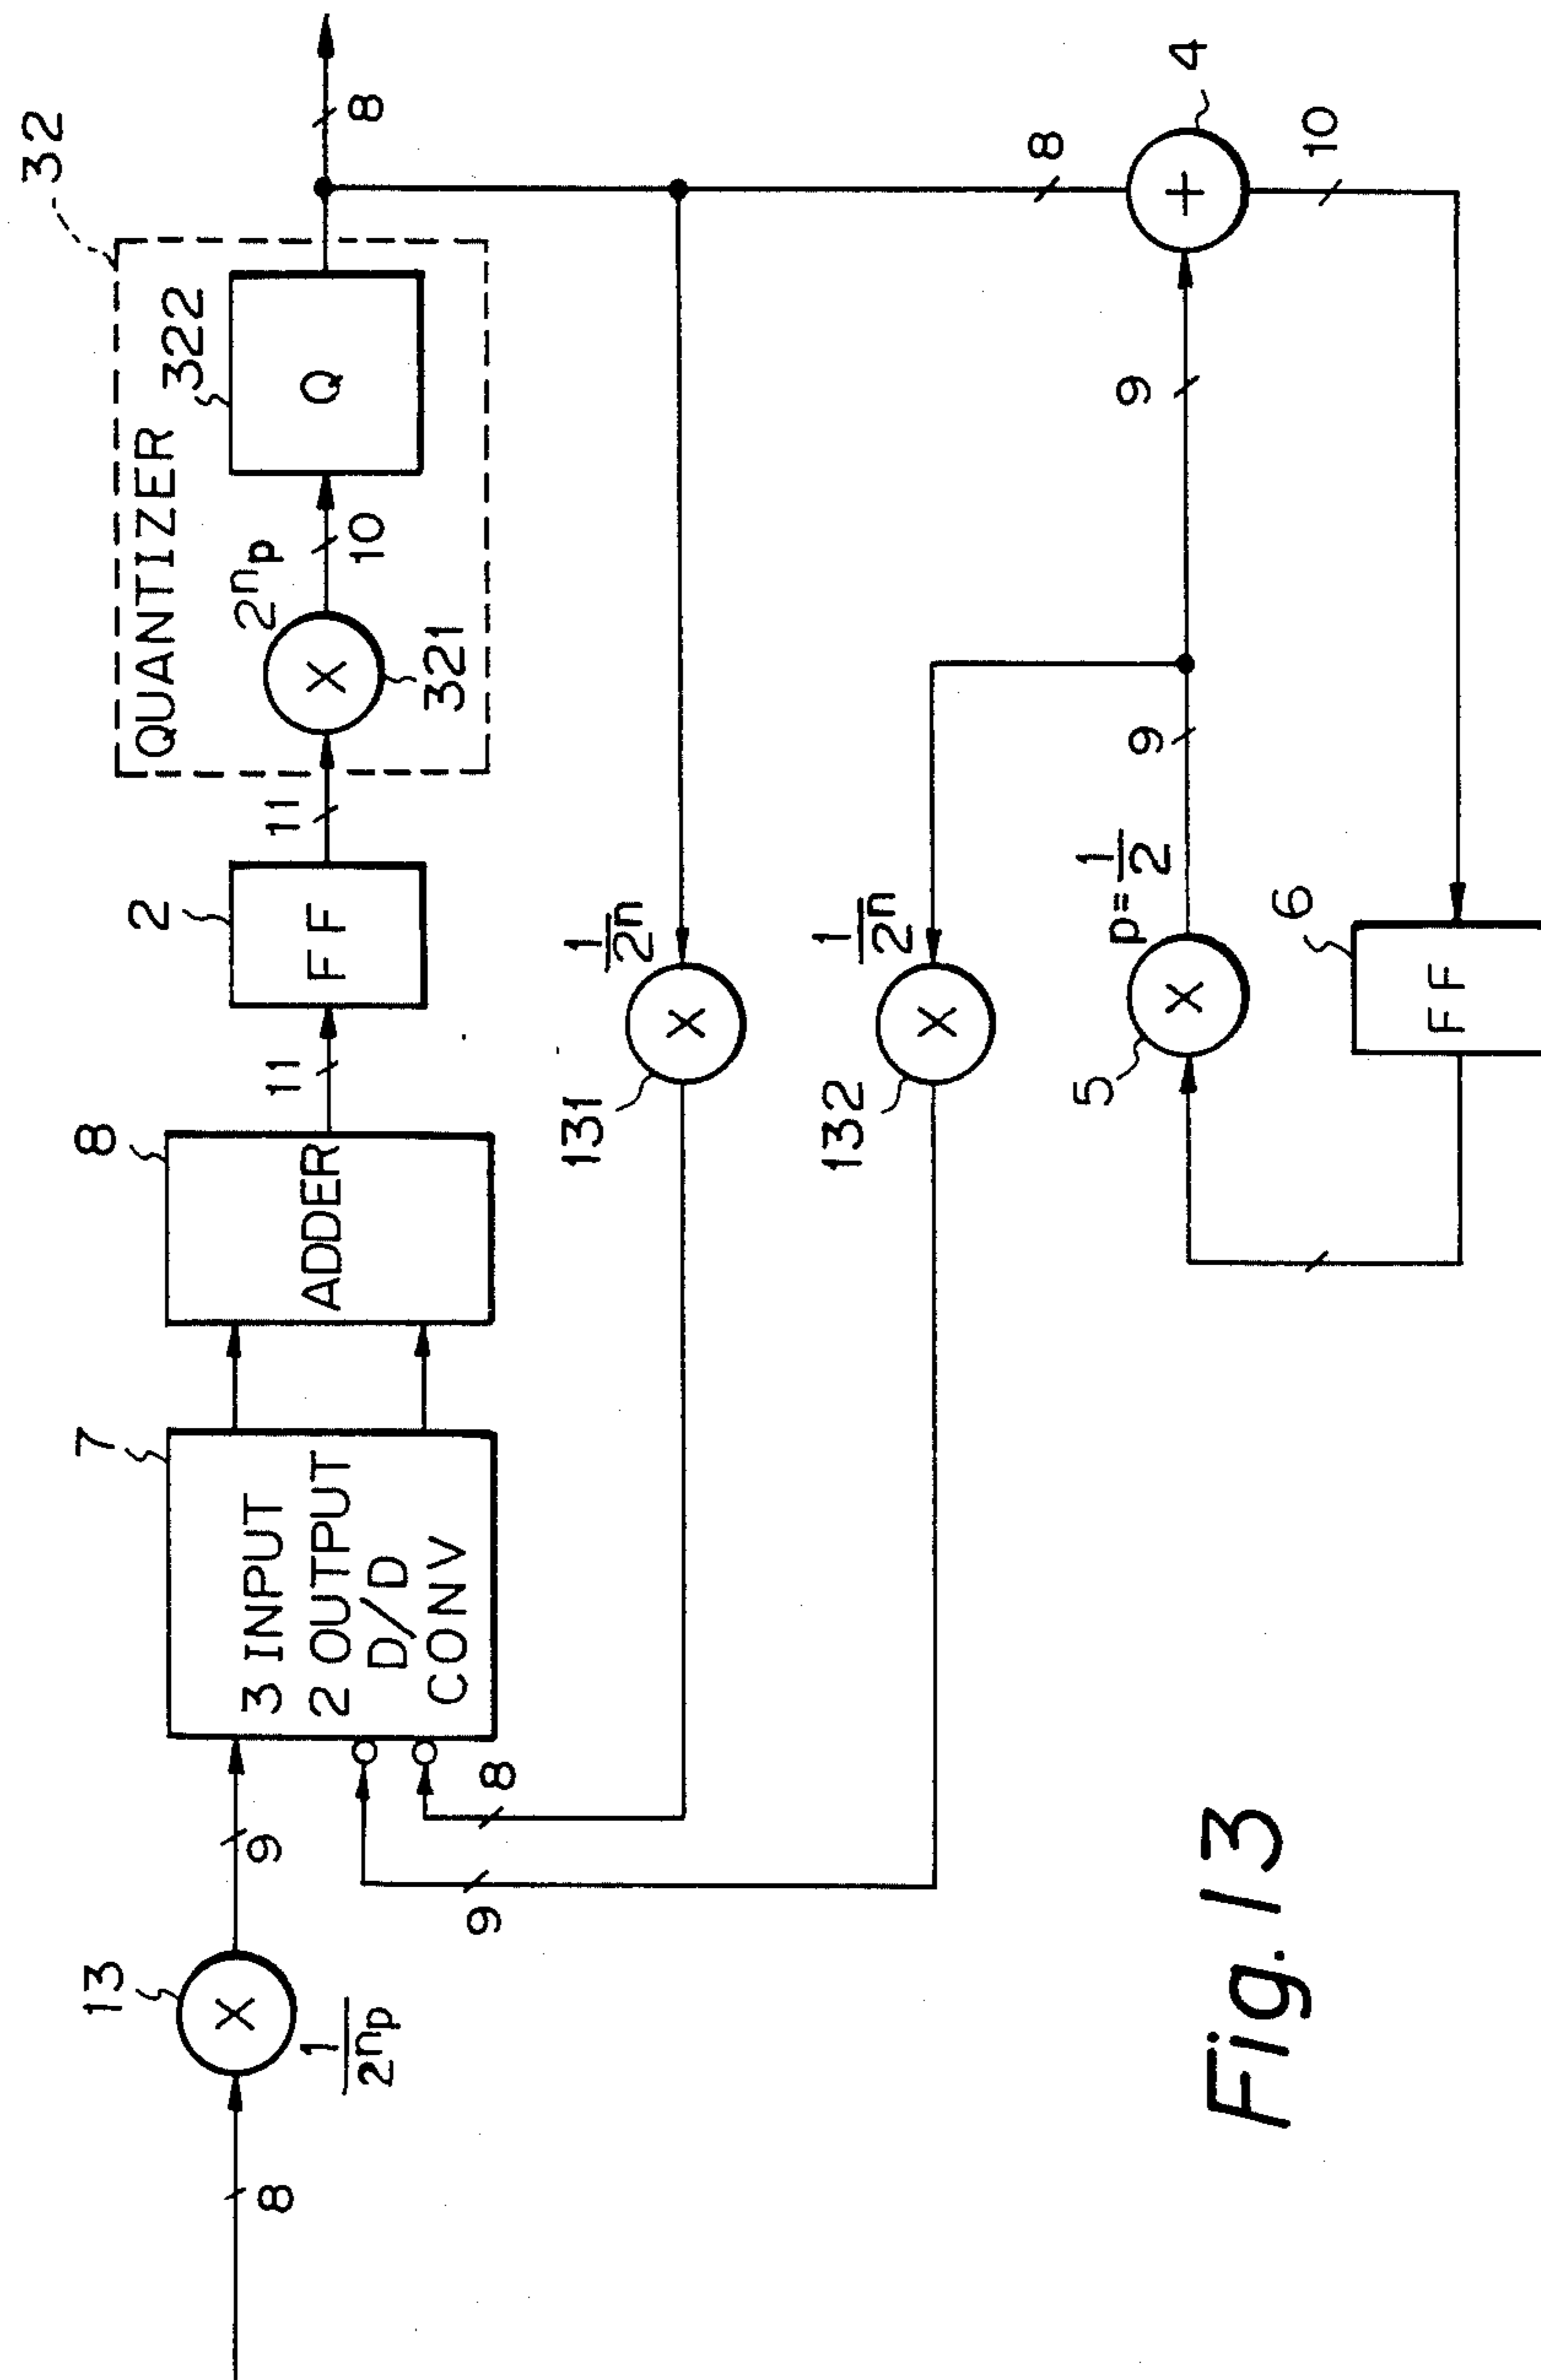 32
QUANTIZER
322
Q
8
2ⁿp
10
321
11
2
FF
11
8
ADDER
7
3 INPUT
2 OUTPUT
D/D
CONV
9
13
1/2ⁿp
8
8
9
1/2ⁿ
131
1/2ⁿ
132
8
4
+
10
9
9
p=1/2
5
6
FF
X
X
X
X
X
Fig. 13